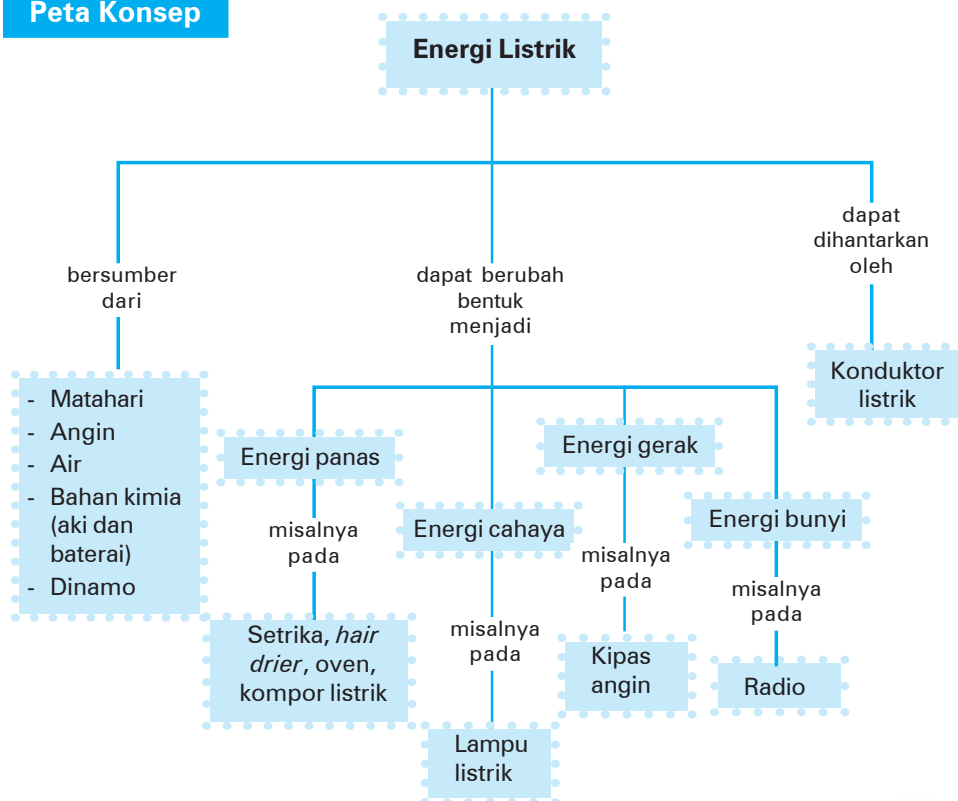 Peta Konsep
Energi Listrik
bersumber
dari
- Matahari
- Angin
- Air
- Bahan kimia
(aki dan
baterai)
- Dinamo
dapat berubah
bentuk
menjadi
Energi panas
misalnya
pada
Setrika, hair
drier, oven,
kompor listrik
Energi cahaya
misalnya
pada
Lampu
listrik
Energi gerak
misalnya
pada
Kipas
angin
Energi bunyi
misalnya
pada
Radio
dapat
dihantarkan
oleh
Konduktor
listrik